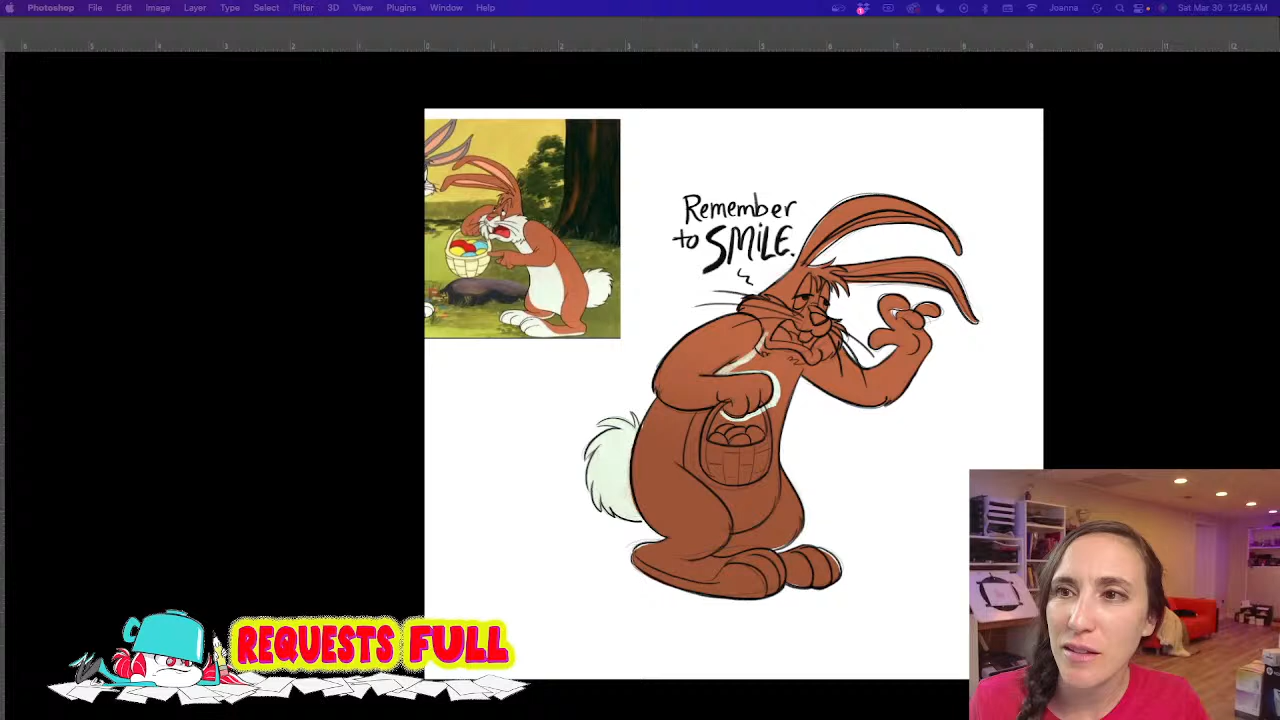 Photoshop File Edit Image Layer Type Select Filter 3D View Plugins Window Help Joanna Sat Mar 30 12:45 AM
Remember
to SMILE.
REQUESTS FULL